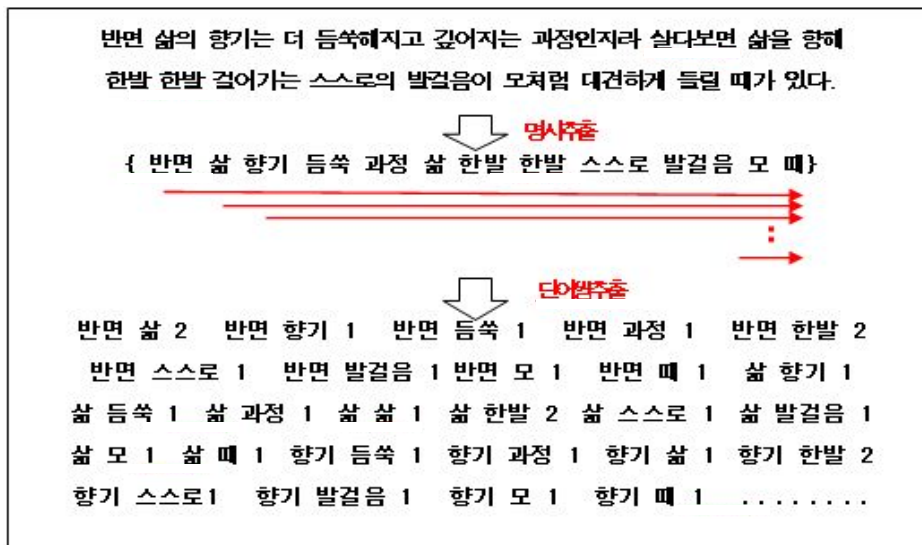 반면 삶의 향기는 더 듬쑥해지고 깊어지는 과정인지라 살다보면 삶을 향해
한발 한발 걸어가는 스스로의 발걸음이 모처럼 대견하게 들릴 때가 있다.
명사추출
{ 반면 삶 향기 듬쑥 과정 삶 한발 한발 스스로 발걸음 모 때}
:
단어쌍추출
반면 삶 2 반면 향기 1 반면 듬쑥 1 반면 과정 1 반면 한발 2
반면 스스로 1 반면 발걸음 1 반면 모 1 반면 때 1 삶 향기 1
삶 듬쑥 1 삶 과정 1 삶 삶 1 삶 한발 2 삶 스스로 1 삶 발걸음 1
삶 모 1 삶 때 1 향기 듬쑥 1 향기 과정 1 향기 삶 1 향기 한발 2
향기 스스로1 향기 발걸음 1 향기 모 1 향기 때 1 ........